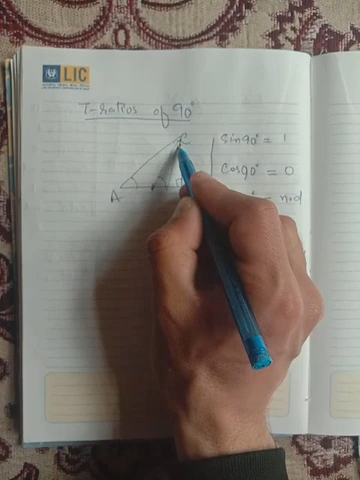 LIC
T-ratios of 90°
C
Sin90° = 1
Cos90° = 0
A
= n.d